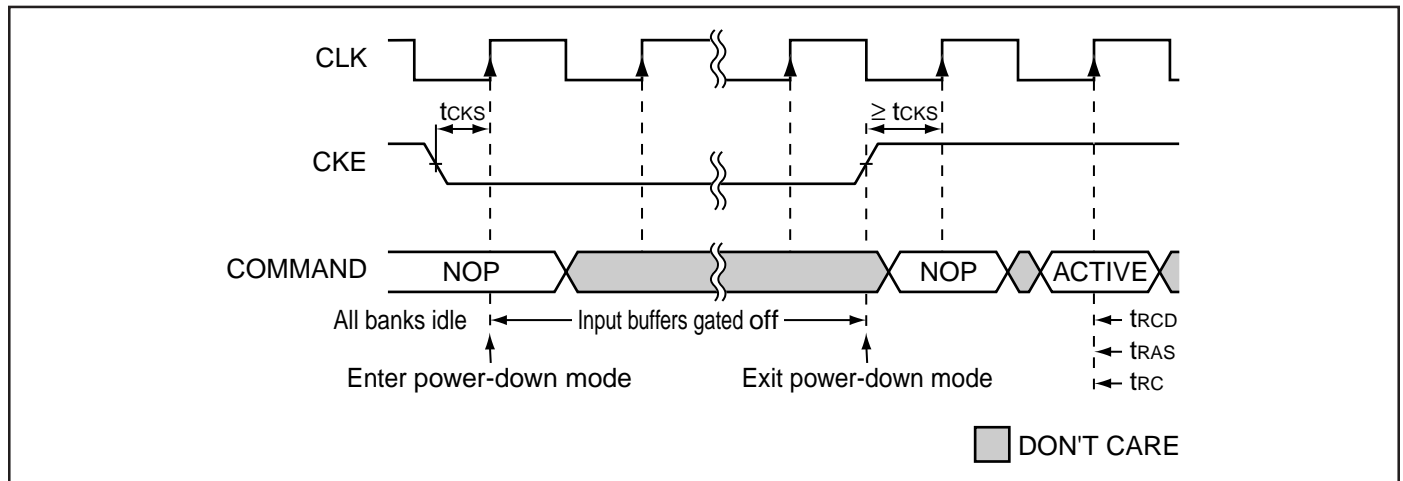 CLK
tCKS
≥ tCKS
CKE
COMMAND
NOP
NOP
ACTIVE
All banks idle
Input buffers gated off
tRCD
Enter power-down mode
Exit power-down mode
tRAS
tRC
DON'T CARE